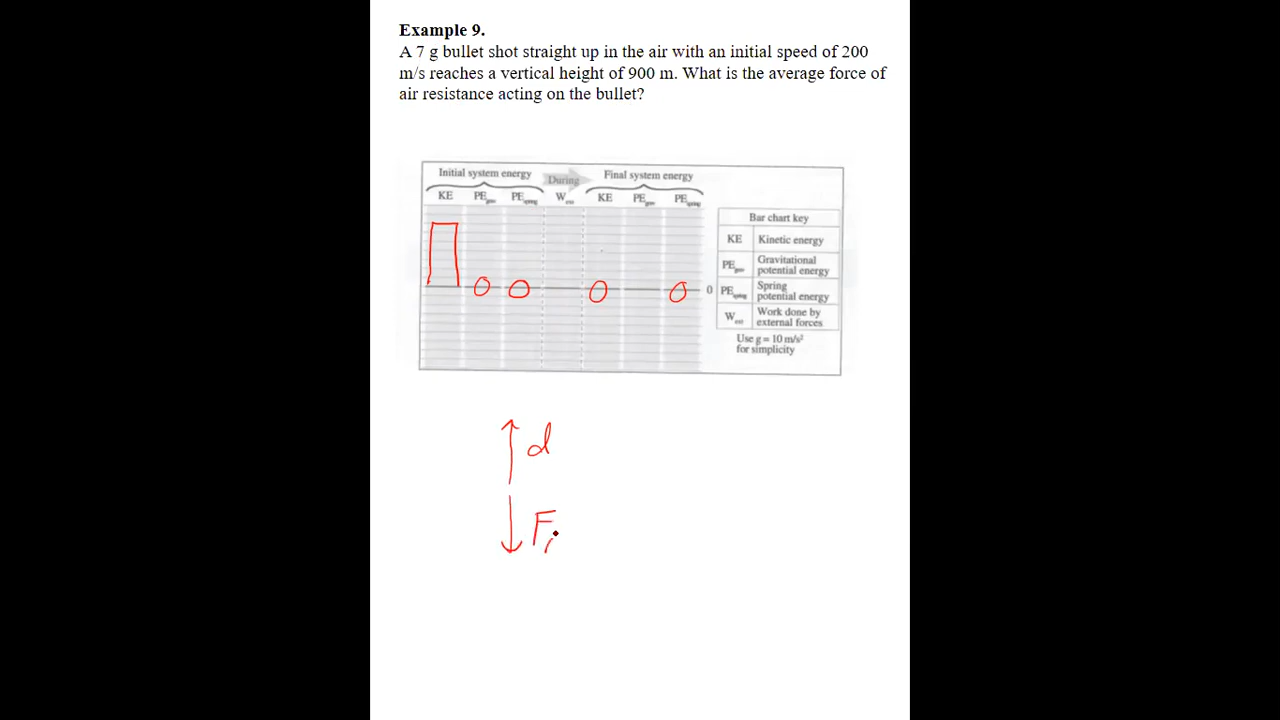 Example 9.
A 7 g bullet shot straight up in the air with an initial speed of 200
m/s reaches a vertical height of 900 m. What is the average force of
air resistance acting on the bullet?
Initial system energy During Final system energy
KE PE PE W KE PE PE
Bar chart key
KE Kinetic energy
PE Gravitational
potential energy
0 0 0 0 0 PE Spring
potential energy
W Work done by
external forces
Use g = 10 m/s²
for simplicity
d
F